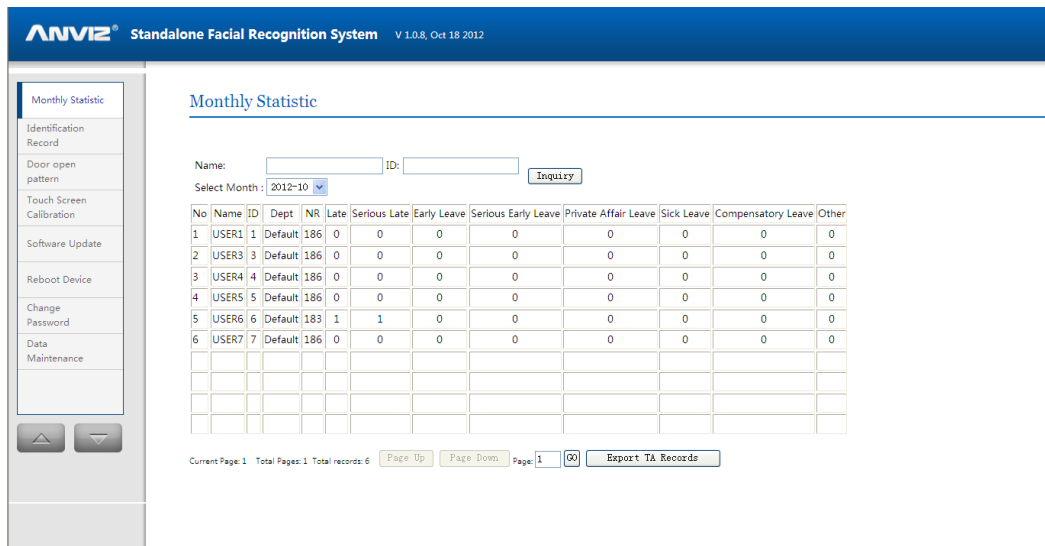 ANVIZ® Standalone Facial Recognition System V 1.0.8, Oct 18 2012
Monthly Statistic
Identification
Record
Door open
pattern
Touch Screen
Calibration
Software Update
Reboot Device
Change
Password
Data
Maintenance
Monthly Statistic
Name: ID: Inquiry
Select Month : 2012-10
No Name ID Dept NR Late Serious Late Early Leave Serious Early Leave Private Affair Leave Sick Leave Compensatory Leave Other
1 USER1 1 Default 186 0 0 0 0 0 0 0 0
2 USER3 3 Default 186 0 0 0 0 0 0 0 0
3 USER4 4 Default 186 0 0 0 0 0 0 0 0
4 USER5 5 Default 186 0 0 0 0 0 0 0 0
5 USER6 6 Default 183 1 1 0 0 0 0 0 0
6 USER7 7 Default 186 0 0 0 0 0 0 0 0
Current Page: 1 Total Pages: 1 Total records: 6 Page Up Page Down Page: 1 GO Export TA Records